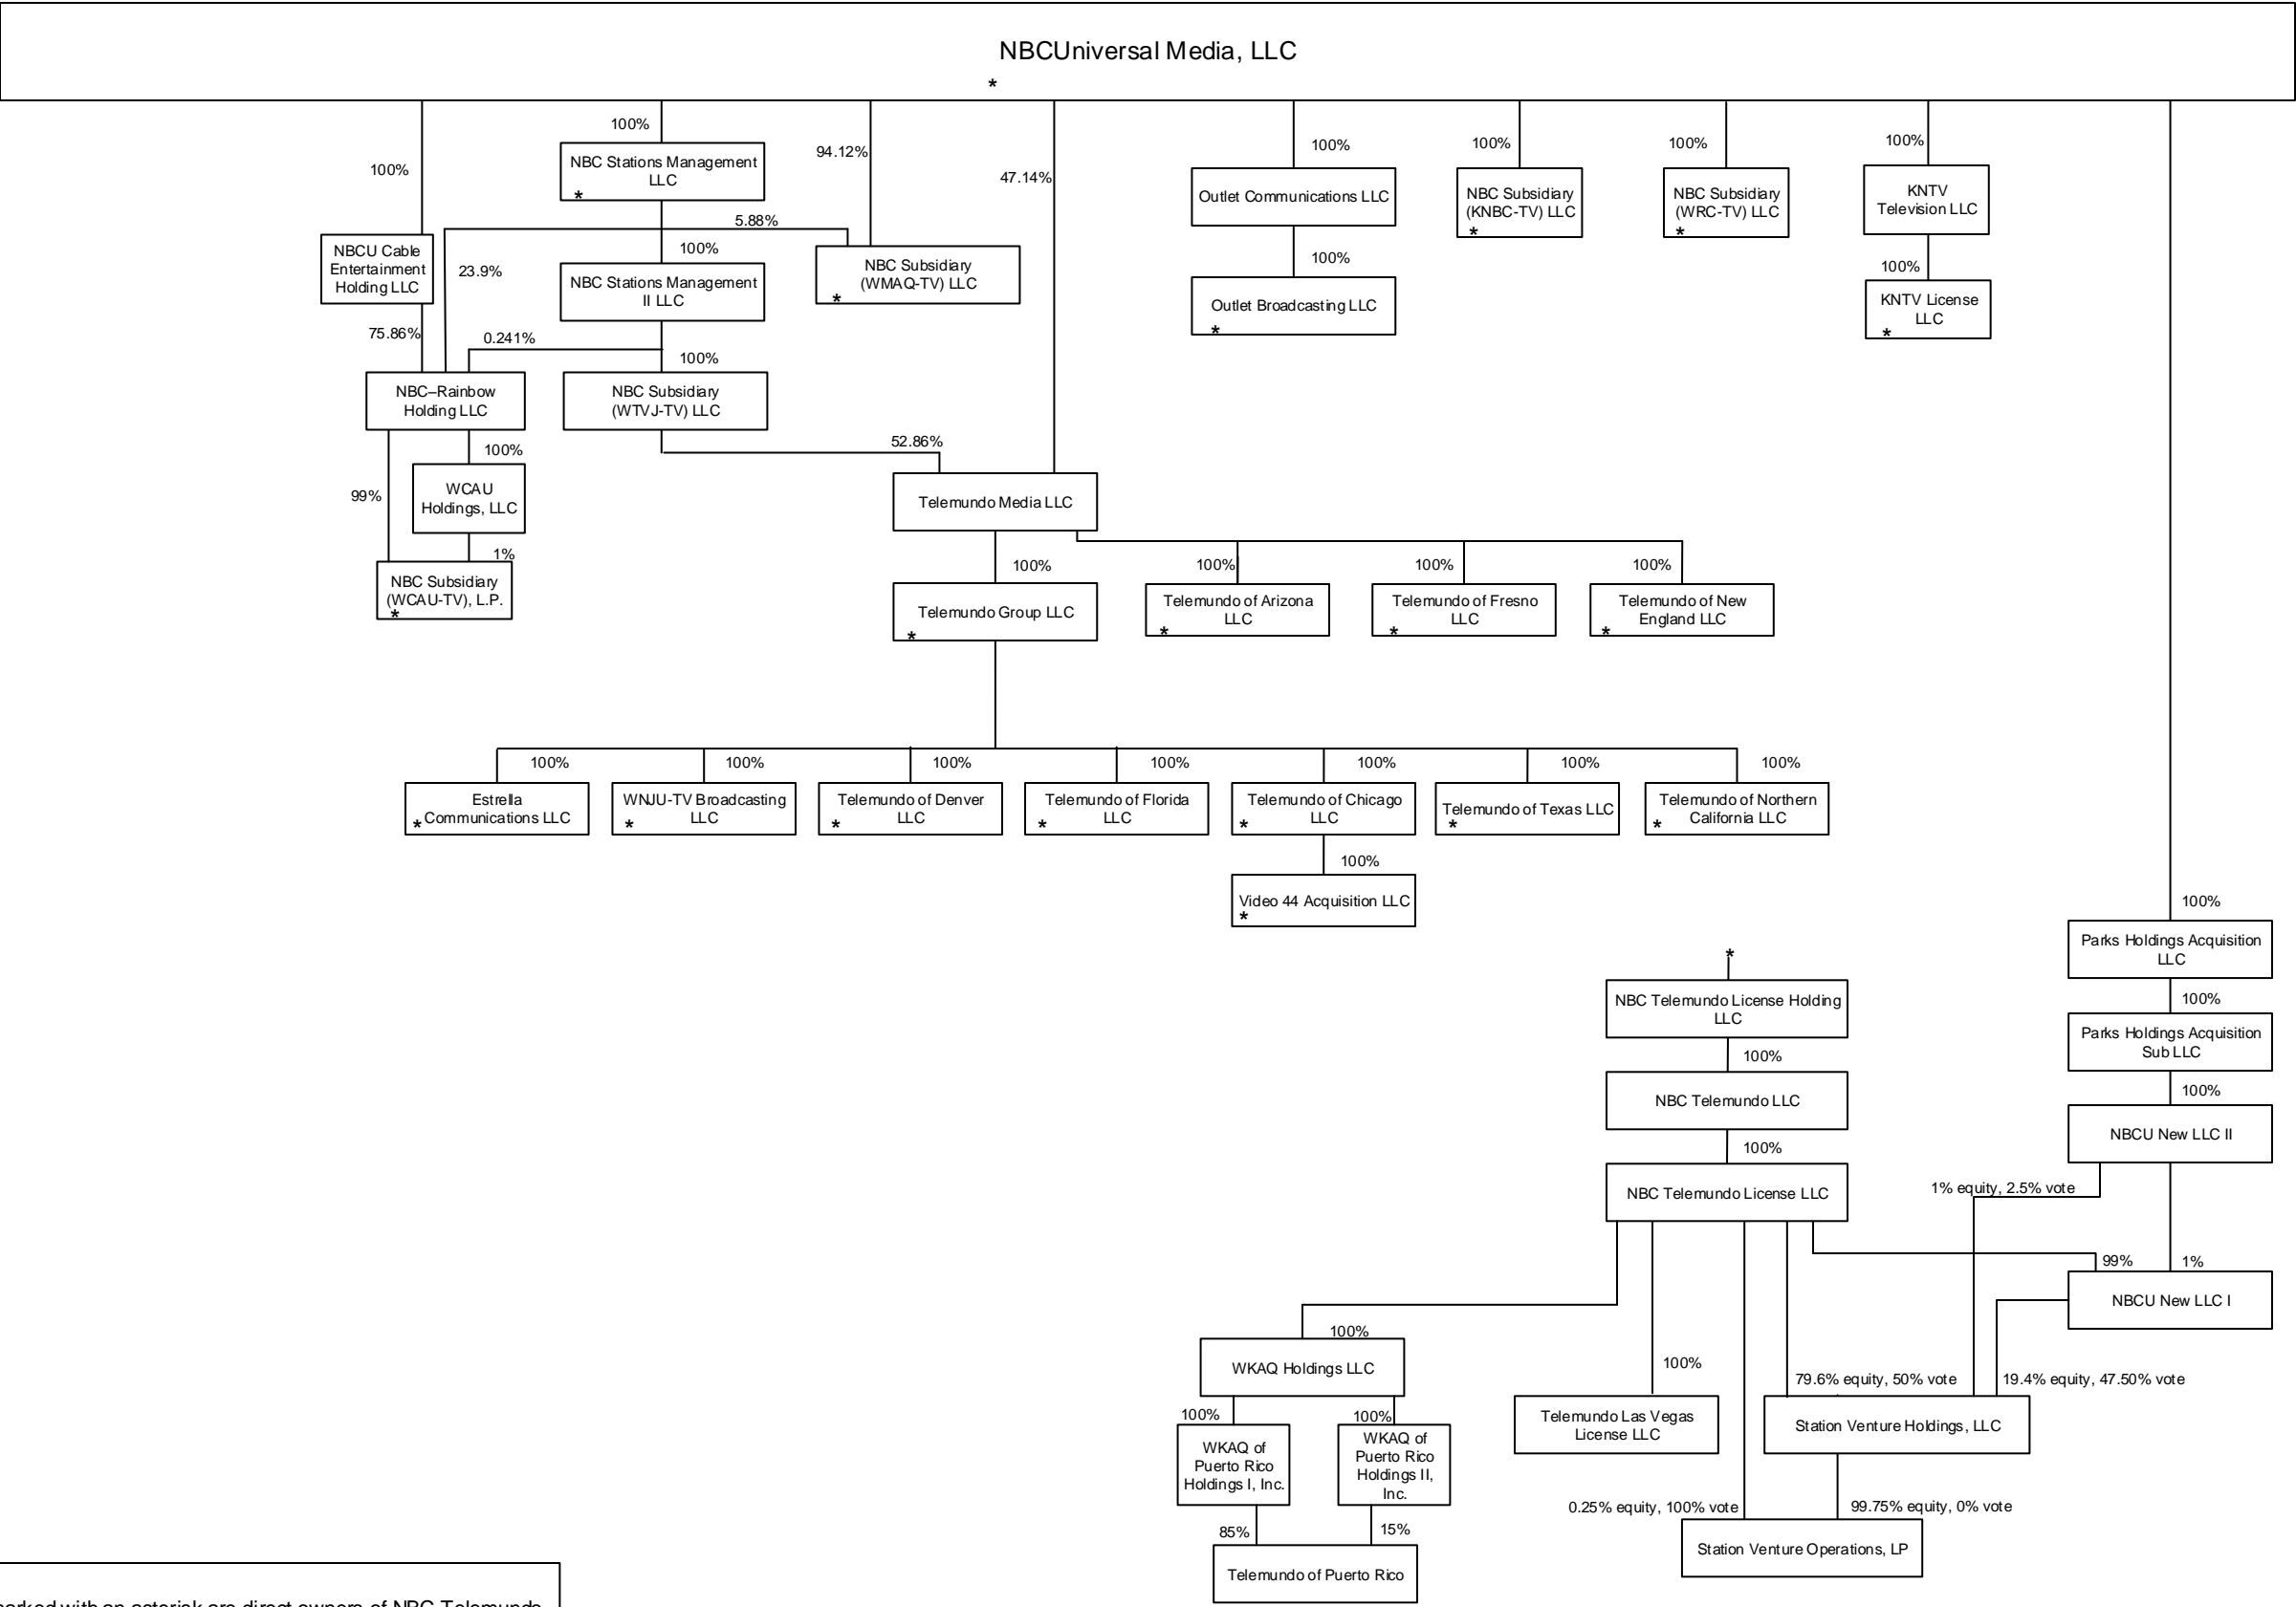 NBCUniversal Media, LLC
*
100%
100%
94.12%
47.14%
100%
100%
100%
100%
NBC Stations Management
LLC
*
Outlet Communications LLC
NBC Subsidiary
(KNBC-TV) LLC
*
NBC Subsidiary
(WRC-TV) LLC
*
KNTV
Television LLC
5.88%
NBCU Cable
Entertainment
Holding LLC
23.9%
100%
NBC Stations Management
II LLC
NBC Subsidiary
(WMAQ-TV) LLC
*
100%
Outlet Broadcasting LLC
*
100%
KNTV License
LLC
*
75.86%
0.241%
100%
NBC–Rainbow
Holding LLC
NBC Subsidiary
(WTVJ-TV) LLC
52.86%
99%
100%
WCAU
Holdings, LLC
1%
NBC Subsidiary
(WCAU-TV), L.P.
*
Telemundo Media LLC
100%
100%
100%
100%
Telemundo Group LLC
*
Telemundo of Arizona
LLC
*
Telemundo of Fresno
LLC
*
Telemundo of New
England LLC
*
100%
100%
100%
100%
100%
100%
100%
Estrella
Communications LLC
*
WNJU-TV Broadcasting
LLC
*
Telemundo of Denver
LLC
*
Telemundo of Florida
LLC
*
Telemundo of Chicago
LLC
*
Telemundo of Texas LLC
*
Telemundo of Northern
California LLC
*
100%
Video 44 Acquisition LLC
*
100%
Parks Holdings Acquisition
LLC
100%
Parks Holdings Acquisition
Sub LLC
100%
NBCU New LLC II
*
NBC Telemundo License Holding
LLC
100%
NBC Telemundo LLC
100%
NBC Telemundo License LLC
1% equity, 2.5% vote
99%
1%
NBCU New LLC I
100%
WKAQ Holdings LLC
100%
79.6% equity, 50% vote
19.4% equity, 47.50% vote
100%
100%
WKAQ of
Puerto Rico
Holdings I, Inc.
WKAQ of
Puerto Rico
Holdings II,
Inc.
Telemundo Las Vegas
License LLC
Station Venture Holdings, LLC
85%
15%
0.25% equity, 100% vote
99.75% equity, 0% vote
Telemundo of Puerto Rico
Station Venture Operations, LP
marked with an asterisk are direct owners of NBC Telemundo